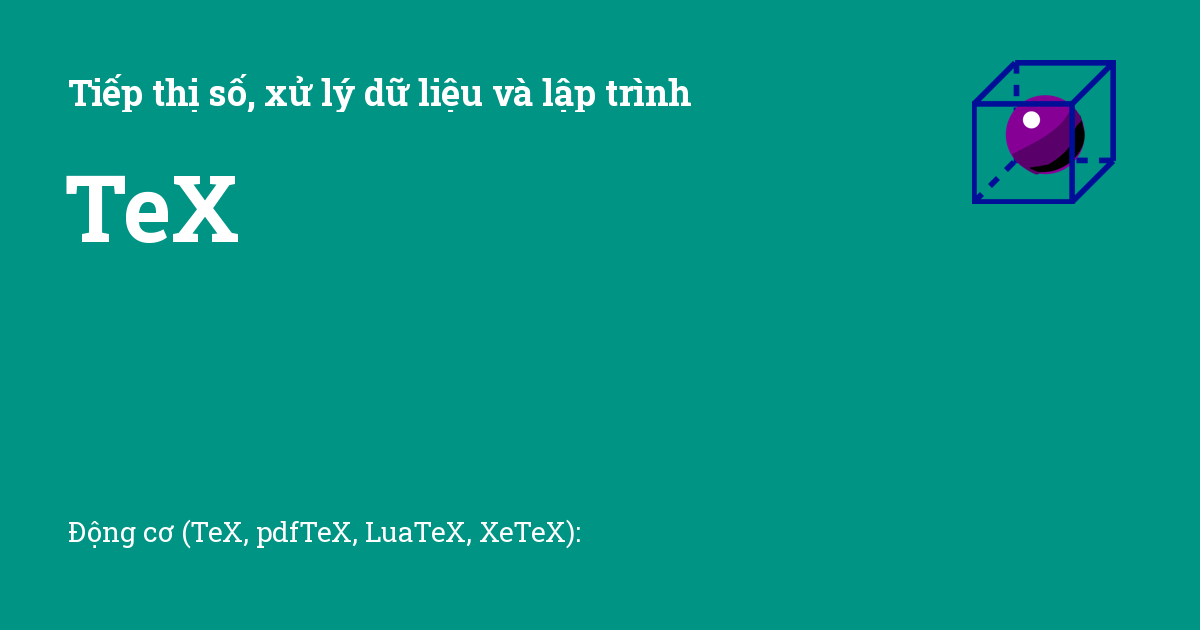 Tiếp thị số, xử lý dữ liệu và lập trình
TeX
Động cơ (TeX, pdfTeX, LuaTeX, XeTeX):